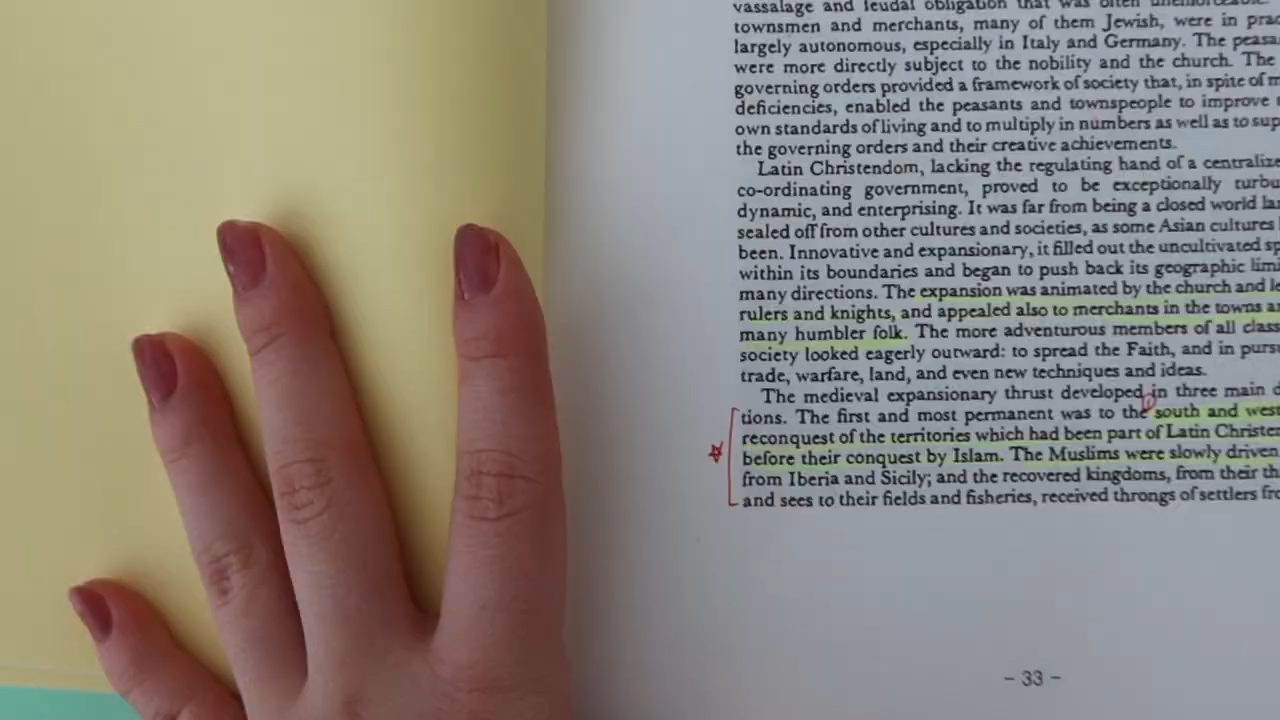 vassalage and feudal obligation that was often unenforceable.
townsmen and merchants, many of them Jewish, were in
largely autonomous, especially in Italy and Germany. The
were more directly subject to the nobility and the church. The
governing orders provided a framework of society that, in spite of
deficiencies, enabled the peasants and townspeople to improve
own standards of living and to multiply in numbers as well as to
the governing orders and their creative achievements.
Latin Christendom, lacking the regulating hand of a
co-ordinating government, proved to be exceptionally
dynamic, and enterprising. It was far from being a closed world
sealed off from other cultures and societies, as some Asian cultures
been. Innovative and expansionary, it filled out the uncultivated
within its boundaries and began to push back its geographic
many directions. The expansion was animated by the church and
rulers and knights, and appealed also to merchants in the towns
many humbler folk. The more adventurous members of all
society looked eagerly outward: to spread the Faith, and in
trade, warfare, land, and even new techniques and ideas.
The medieval expansionary thrust developed in three main
tions. The first and most permanent was to the south and
reconquest of the territories which had been part of Latin
before their conquest by Islam. The Muslims were slowly driven
from Iberia and Sicily; and the recovered kingdoms, from their
and sees to their fields and fisheries, received throngs of settlers
- 33 -